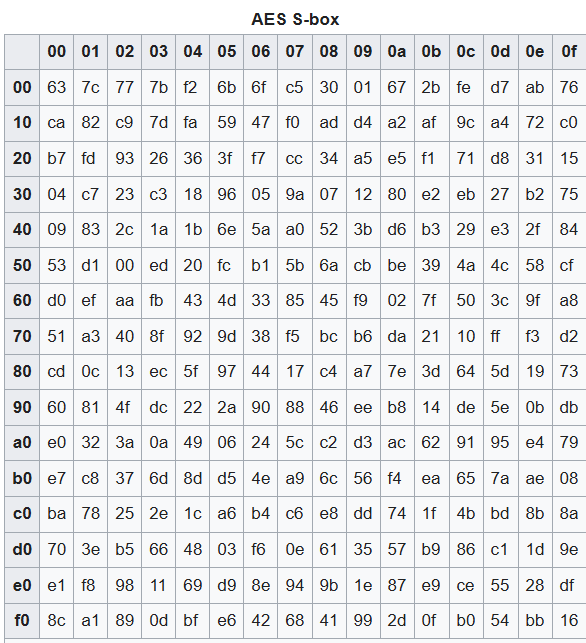 AES S-box
00 01 02 03 04 05 06 07 08 09 0a 0b 0c 0d 0e 0f
00 63 7c 77 7b f2 6b 6f c5 30 01 67 2b fe d7 ab 76
10 ca 82 c9 7d fa 59 47 f0 ad d4 a2 af 9c a4 72 c0
20 b7 fd 93 26 36 3f f7 cc 34 a5 e5 f1 71 d8 31 15
30 04 c7 23 c3 18 96 05 9a 07 12 80 e2 eb 27 b2 75
40 09 83 2c 1a 1b 6e 5a a0 52 3b d6 b3 29 e3 2f 84
50 53 d1 00 ed 20 fc b1 5b 6a cb be 39 4a 4c 58 cf
60 d0 ef aa fb 43 4d 33 85 45 f9 02 7f 50 3c 9f a8
70 51 a3 40 8f 92 9d 38 f5 bc b6 da 21 10 ff f3 d2
80 cd 0c 13 ec 5f 97 44 17 c4 a7 7e 3d 64 5d 19 73
90 60 81 4f dc 22 2a 90 88 46 ee b8 14 de 5e 0b db
a0 e0 32 3a 0a 49 06 24 5c c2 d3 ac 62 91 95 e4 79
b0 e7 c8 37 6d 8d d5 4e a9 6c 56 f4 ea 65 7a ae 08
c0 ba 78 25 2e 1c a6 b4 c6 e8 dd 74 1f 4b bd 8b 8a
d0 70 3e b5 66 48 03 f6 0e 61 35 57 b9 86 c1 1d 9e
e0 e1 f8 98 11 69 d9 8e 94 9b 1e 87 e9 ce 55 28 df
f0 8c a1 89 0d bf e6 42 68 41 99 2d 0f b0 54 bb 16